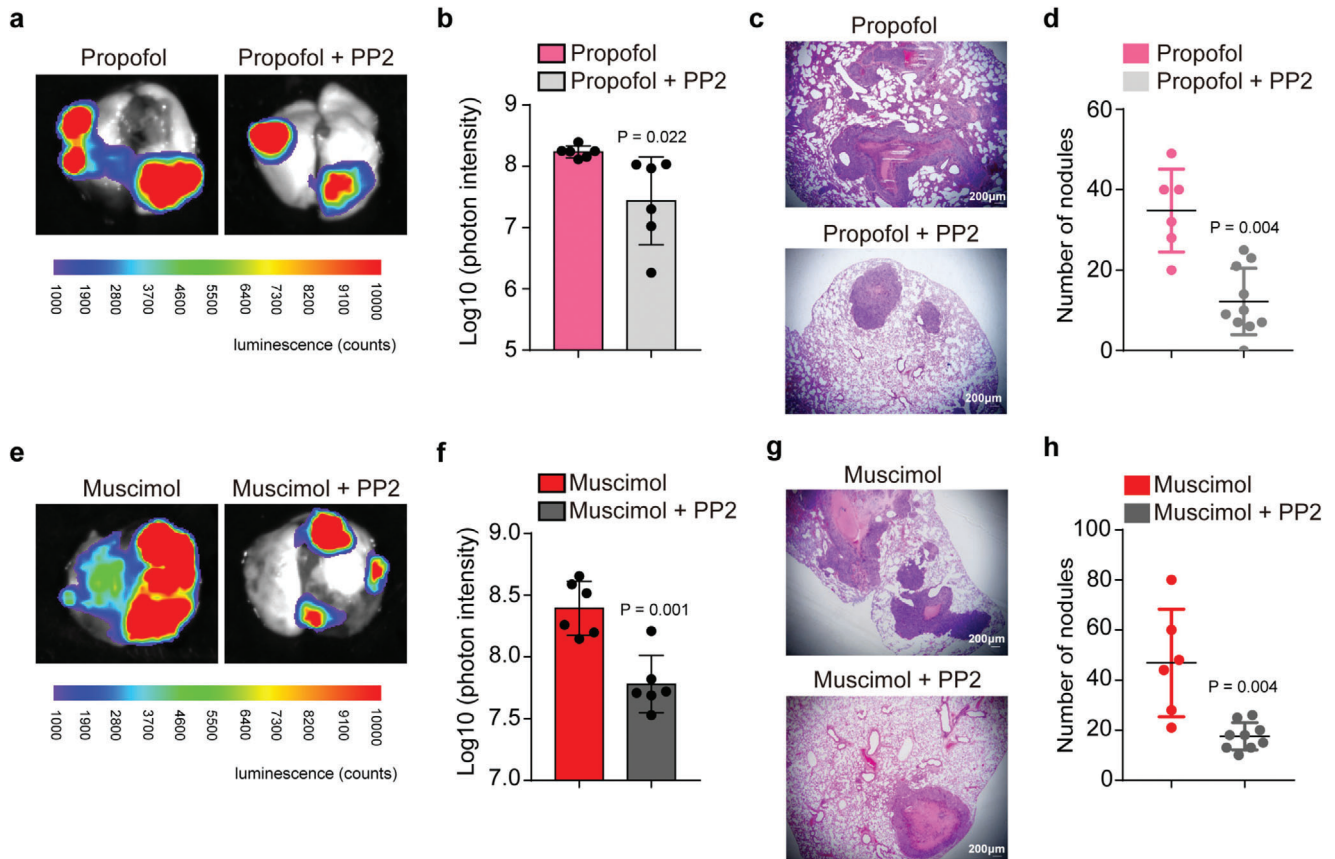 a
Propofol
Propofol + PP2
1000 1900 2800 3700 4600 5500 6400 7300 8200 9100 10000
luminescence (counts)
b
Propofol
Propofol + PP2
Log10 (photon intensity)
9
8
7
6
5
P = 0.022
c
Propofol
200μm
Propofol + PP2
200μm
d
Propofol
Propofol + PP2
Number of nodules
60
40
20
0
P = 0.004
e
Muscimol
Muscimol + PP2
1000 1900 2800 3700 4600 5500 6400 7300 8200 9100 10000
luminescence (counts)
f
Muscimol
Muscimol + PP2
Log10 (photon intensity)
9.0
8.5
8.0
7.5
7.0
P = 0.001
g
Muscimol
200μm
Muscimol + PP2
200μm
h
Muscimol
Muscimol + PP2
Number of nodules
100
80
60
40
20
0
P = 0.004